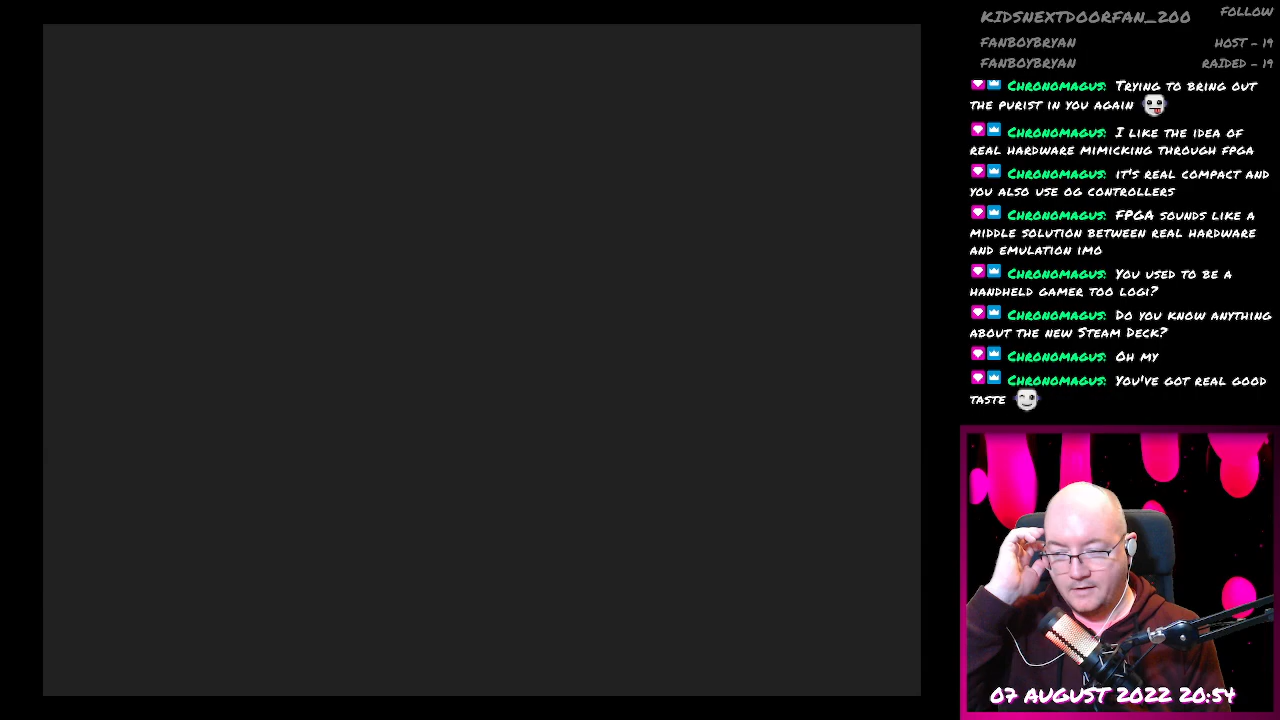 KIDSNEXTDOORFAN_200 FOLLOW
FANBOYBRYAN HOST - 19
FANBOYBRYAN RAIDED - 19
Chronomagus: Trying to bring out
the purist in you again
Chronomagus: I like the idea of
real hardware mimicking through fpga
Chronomagus: it's real compact and
you also use og controllers
Chronomagus: FPGA sounds like a
middle solution between real hardware
and emulation imo
Chronomagus: You used to be a
handheld gamer too logi?
Chronomagus: Do you know anything
about the new Steam Deck?
Chronomagus: Oh my
Chronomagus: You've got real good
taste
07 AUGUST 2022 20:54